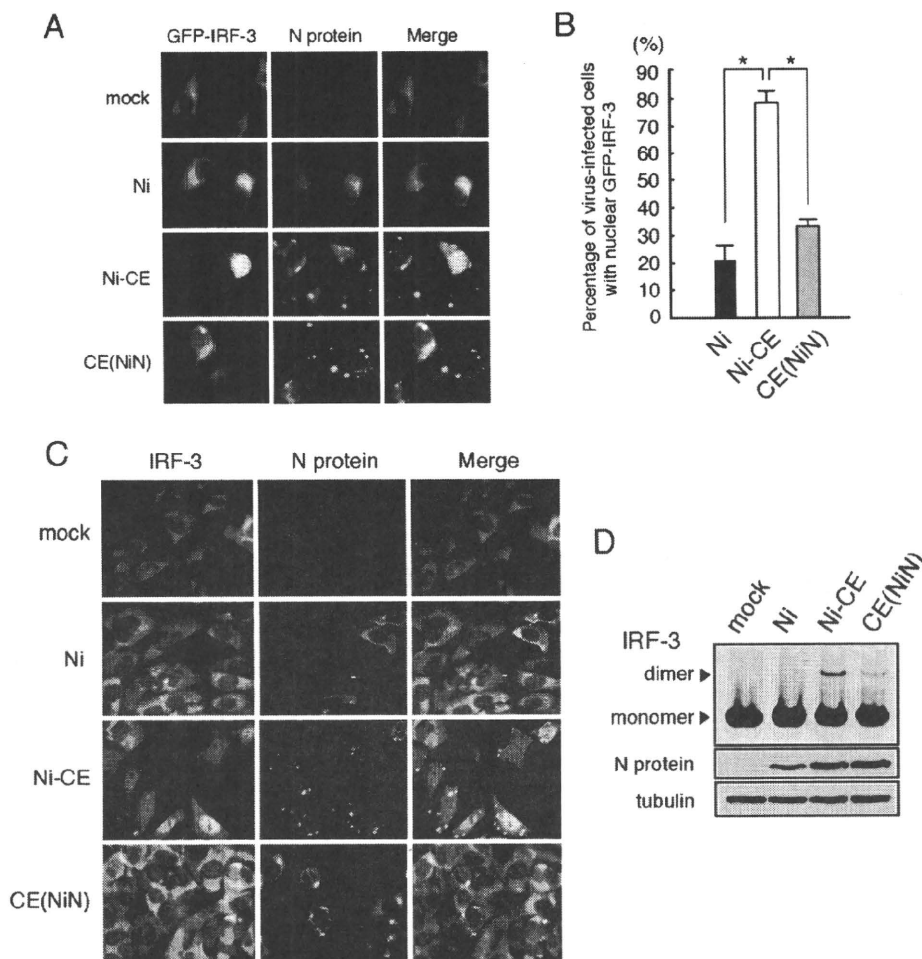 A
GFP-IRF-3 N protein Merge
mock
Ni
Ni-CE
CE(NiN)
B
(%)
Percentage of virus-infected cells
with nuclear GFP-IRF-3
90
80
70
60
50
40
30
20
10
0
* *
Ni
Ni-CE
CE(NiN)
C
IRF-3 N protein Merge
mock
Ni
Ni-CE
CE(NiN)
D
mock Ni Ni-CE CE(NiN)
IRF-3
dimer
monomer
N protein
tubulin